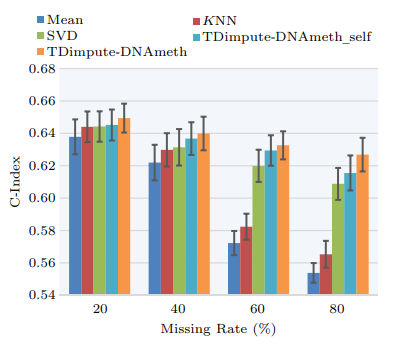 Mean
KNN
SVD
TDimpute-DNAmeth_self
TDimpute-DNAmeth
0.68
0.66
0.64
0.62
0.60
0.58
0.56
0.54
C-Index
20 40 60 80
Missing Rate (%)